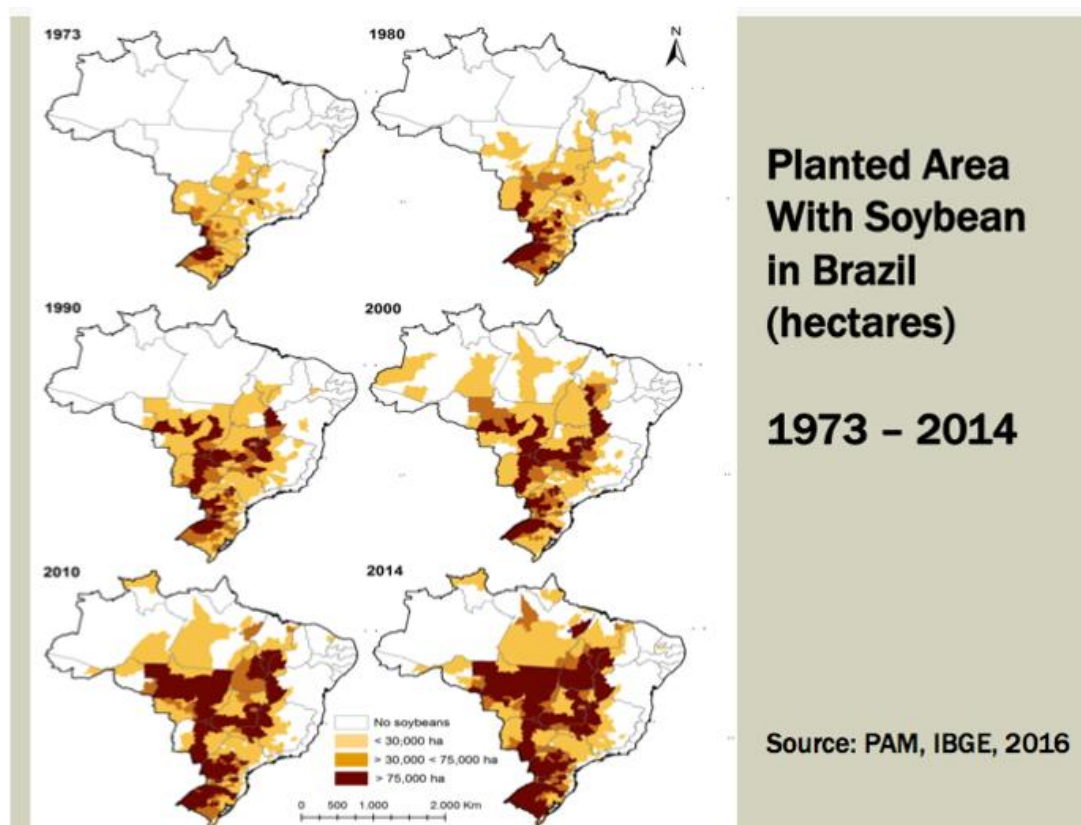 1973
1980
N
1990
2000
2010
2014
No soybeans
< 30,000 ha
> 30,000 < 75,000 ha
> 75,000 ha
0 500 1.000 2.000 Km
Planted Area
With Soybean
in Brazil
(hectares)
1973 – 2014
Source: PAM, IBGE, 2016